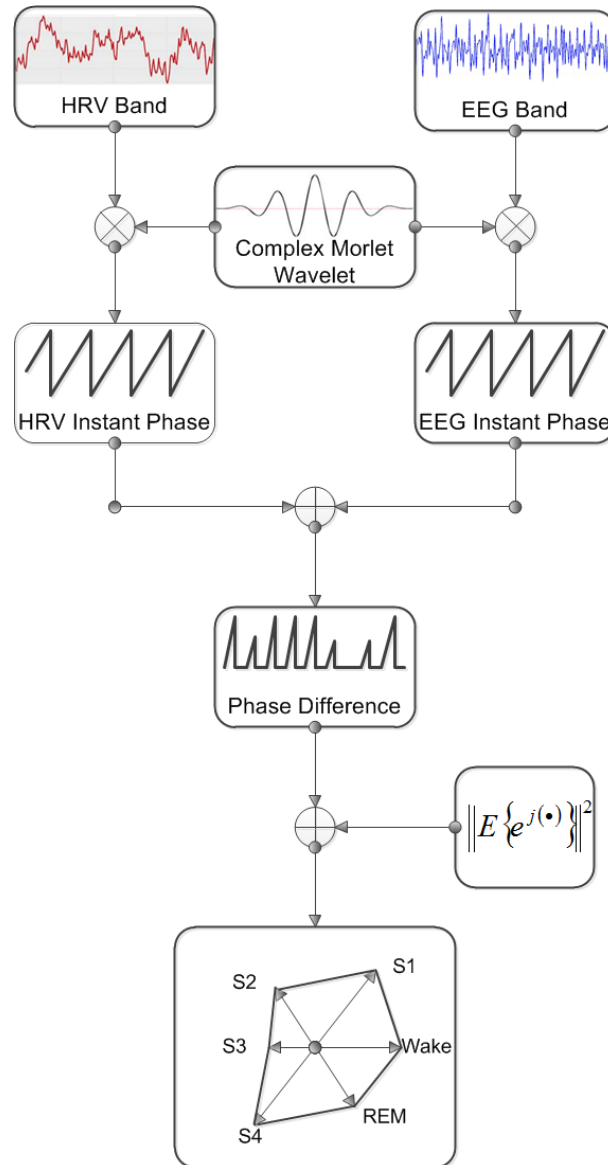 HRV Band
EEG Band
Complex Morlet
Wavelet
HRV Instant Phase
EEG Instant Phase
Phase Difference
‖E{e^{j(•)}}‖²
S1
S2
S3
Wake
REM
S4